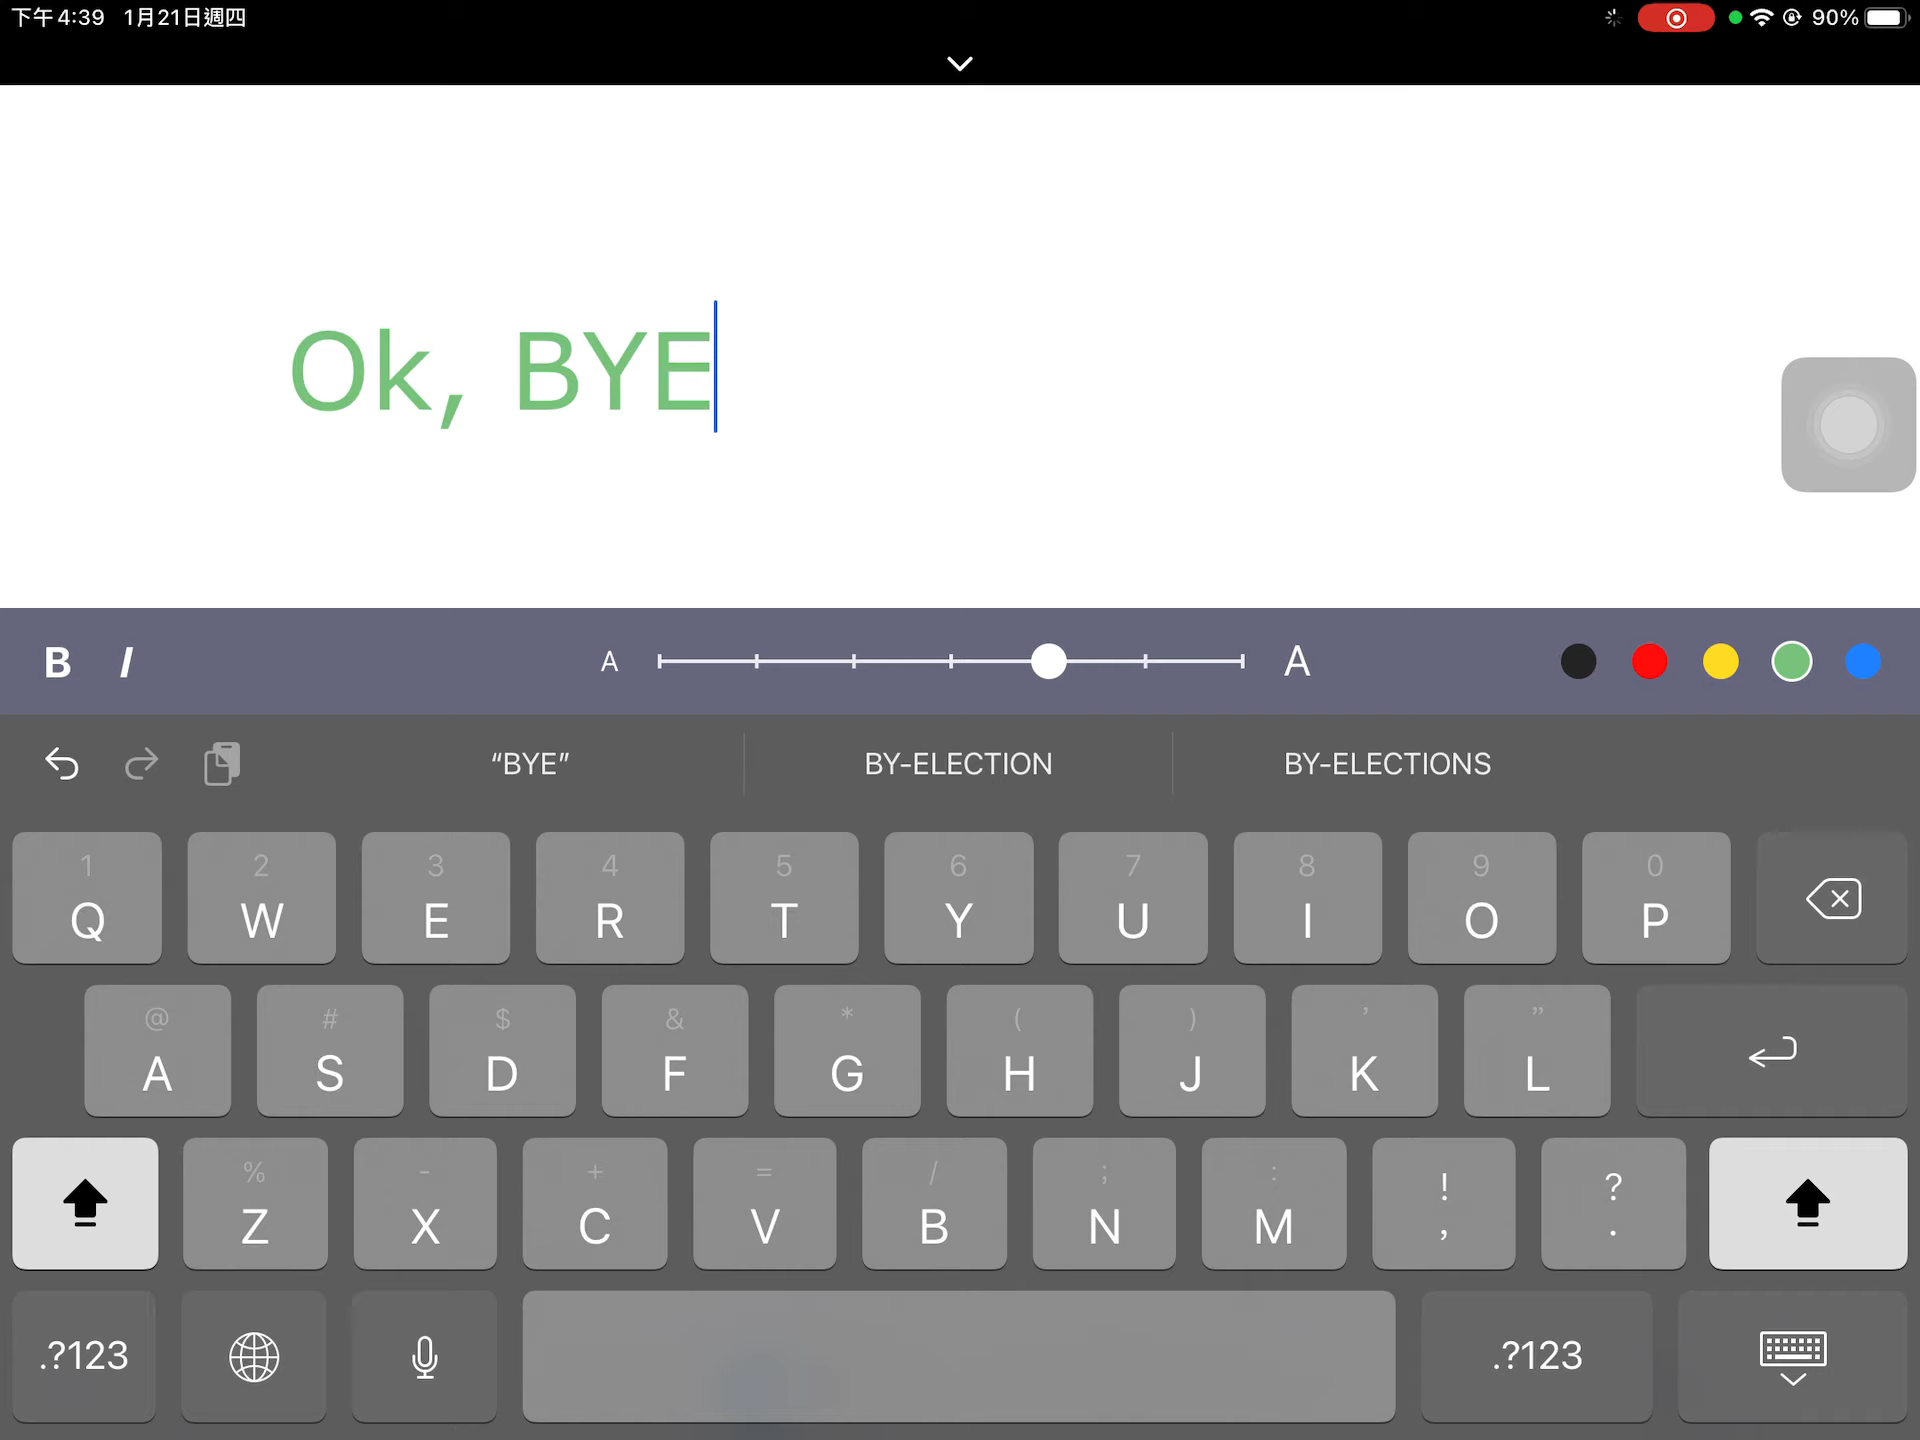 下午4:39 1月21日週四 90%
Ok, BYE
B I A A
“BYE” BY-ELECTION BY-ELECTIONS
1 2 3 4 5 6 7 8 9 0
Q W E R T Y U I O P
@ # $ & * ( ) ’ ”
A S D F G H J K L
% - + = / ; : ! ?
Z X C V B N M , .
.?123 .?123